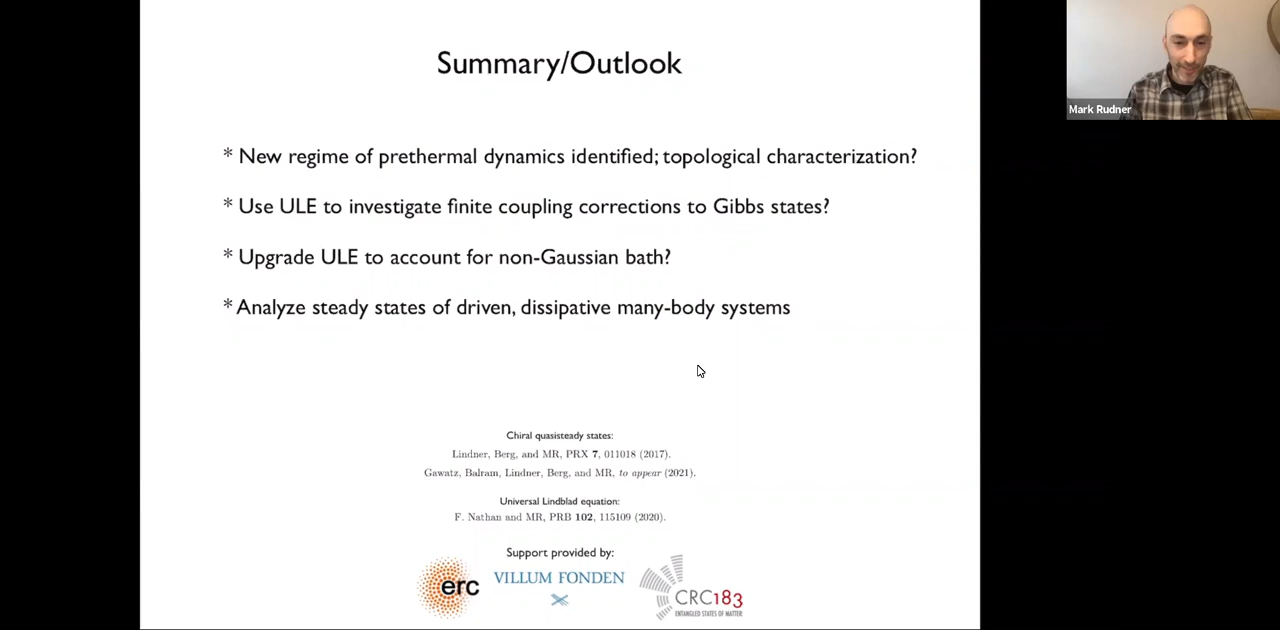 Summary/Outlook
Mark Rudner
* New regime of prethermal dynamics identified; topological characterization?
* Use ULE to investigate finite coupling corrections to Gibbs states?
* Upgrade ULE to account for non-Gaussian bath?
* Analyze steady states of driven, dissipative many-body systems
Chiral quasisteady states:
Lindner, Berg, and MR, PRX 7, 011018 (2017).
Gawatz, Balram, Lindner, Berg, and MR, to appear (2021).
Universal Lindblad equation:
F. Nathan and MR, PRB 102, 115109 (2020).
Support provided by:
erc
VILLUM FONDEN
CRC183
ENTANGLED STATES OF MATTER